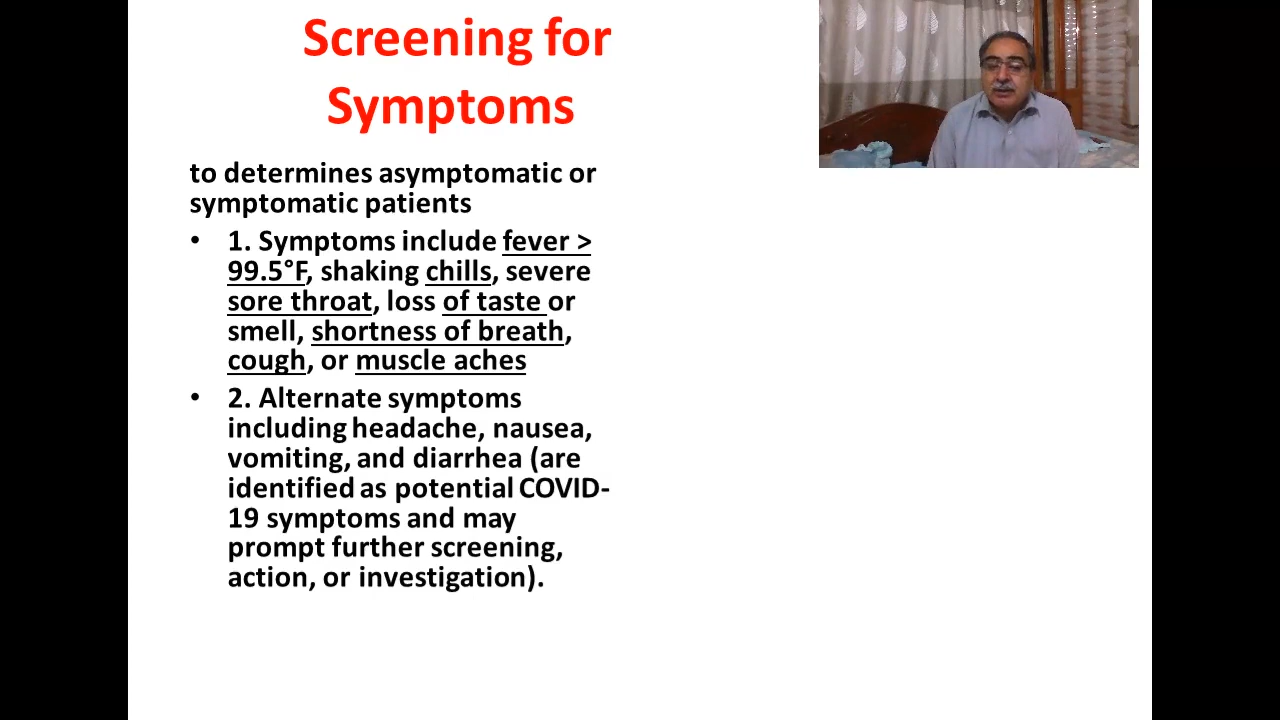 Screening for
Symptoms
to determines asymptomatic or
symptomatic patients
• 1. Symptoms include fever >
99.5°F, shaking chills, severe
sore throat, loss of taste or
smell, shortness of breath,
cough, or muscle aches
• 2. Alternate symptoms
including headache, nausea,
vomiting, and diarrhea (are
identified as potential COVID-
19 symptoms and may
prompt further screening,
action, or investigation).